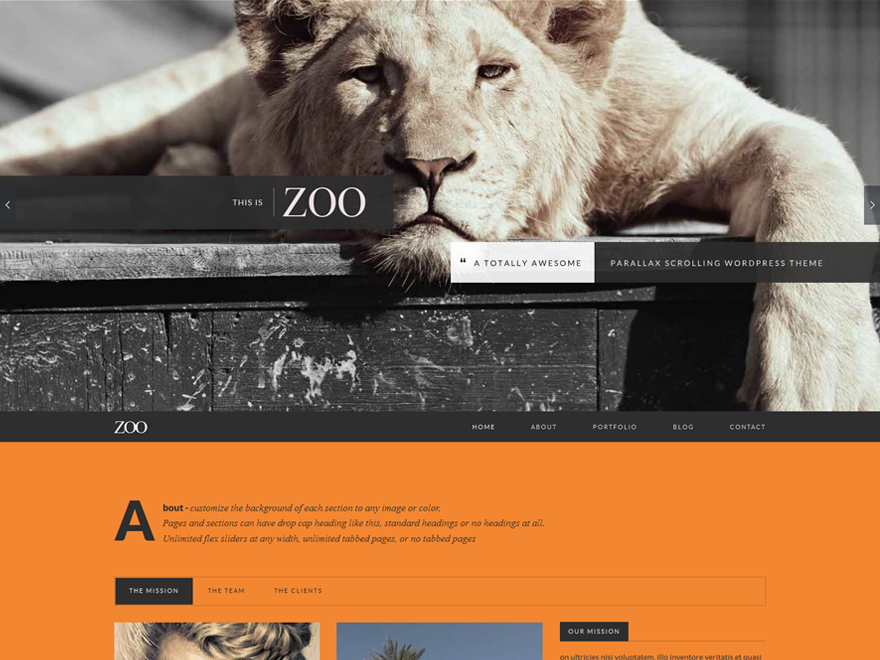 THIS IS ZOO
❝ A TOTALLY AWESOME PARALLAX SCROLLING WORDPRESS THEME
ZOO HOME ABOUT PORTFOLIO BLOG CONTACT
About - customize the background of each section to any image or color,
Pages and sections can have drop cap heading like this, standard headings or no headings at all.
Unlimited flex sliders at any width, unlimited tabbed pages, or no tabbed pages
THE MISSION THE TEAM THE CLIENTS
OUR MISSION
on ultricies nisi voluptatem, illo inventore veritatis et quasi